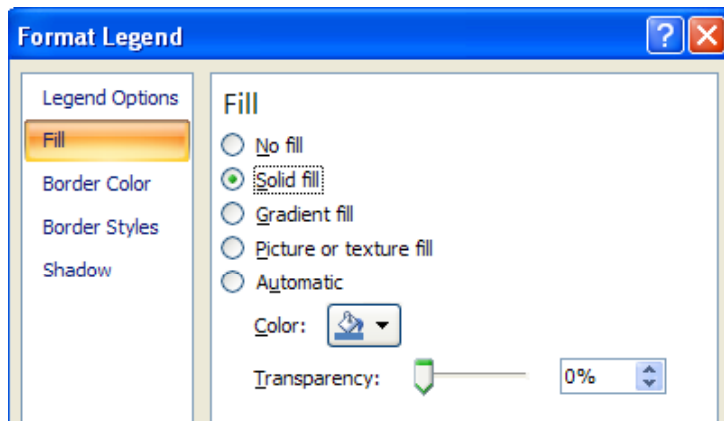 Format Legend
Legend Options
Fill
Border Color
Border Styles
Shadow
Fill
No fill
Solid fill
Gradient fill
Picture or texture fill
Automatic
Color:
Transparency: 0%